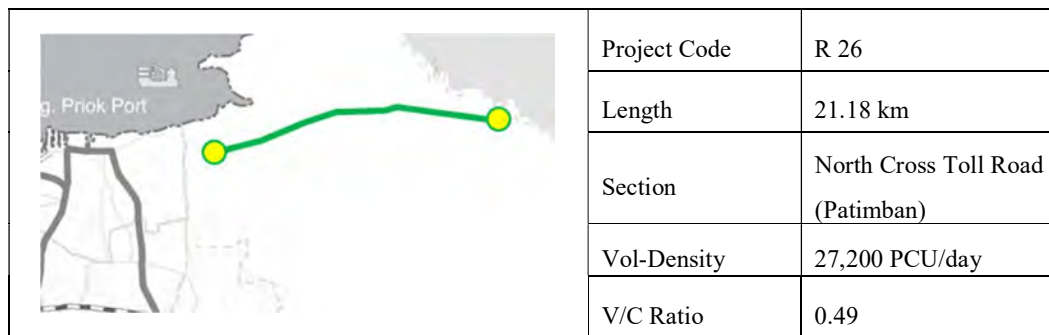 g. Priok Port
Project Code
R 26
Length
21.18 km
Section
North Cross Toll Road
(Patimban)
Vol-Density
27,200 PCU/day
V/C Ratio
0.49